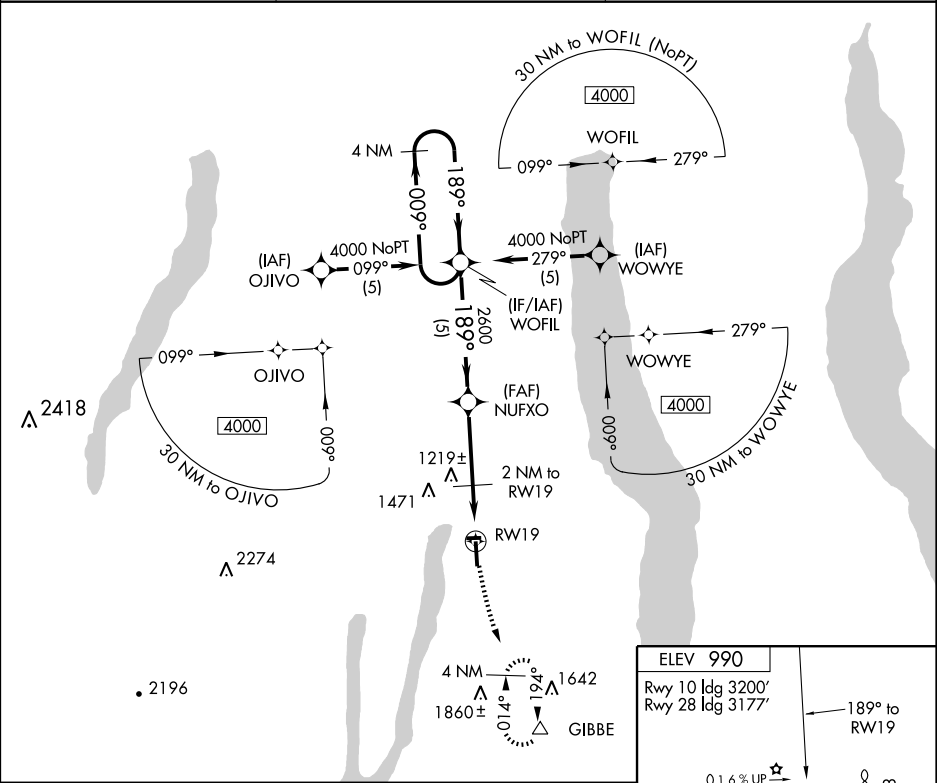 30 NM to WOFIL (NoPT)
4000
WOFIL
099°
279°
4 NM
009°
189°
4000 NoPT
099°
(5)
(IAF)
OJIVO
4000 NoPT
279°
(5)
(IAF)
WOWYE
(IF/IAF)
WOFIL
2600
189°
(5)
099°
OJIVO
4000
009°
30 NM to OJIVO
279°
WOWYE
4000
009°
30 NM to WOWYE
(FAF)
NUFXO
2418
1219±
1471
2 NM to
RW19
RW19
2274
2196
4 NM
194°
014°
1642
1860±
GIBBE
ELEV 990
Rwy 10 ldg 3200'
Rwy 28 ldg 3177'
189° to
RW19
0.1.6% UP